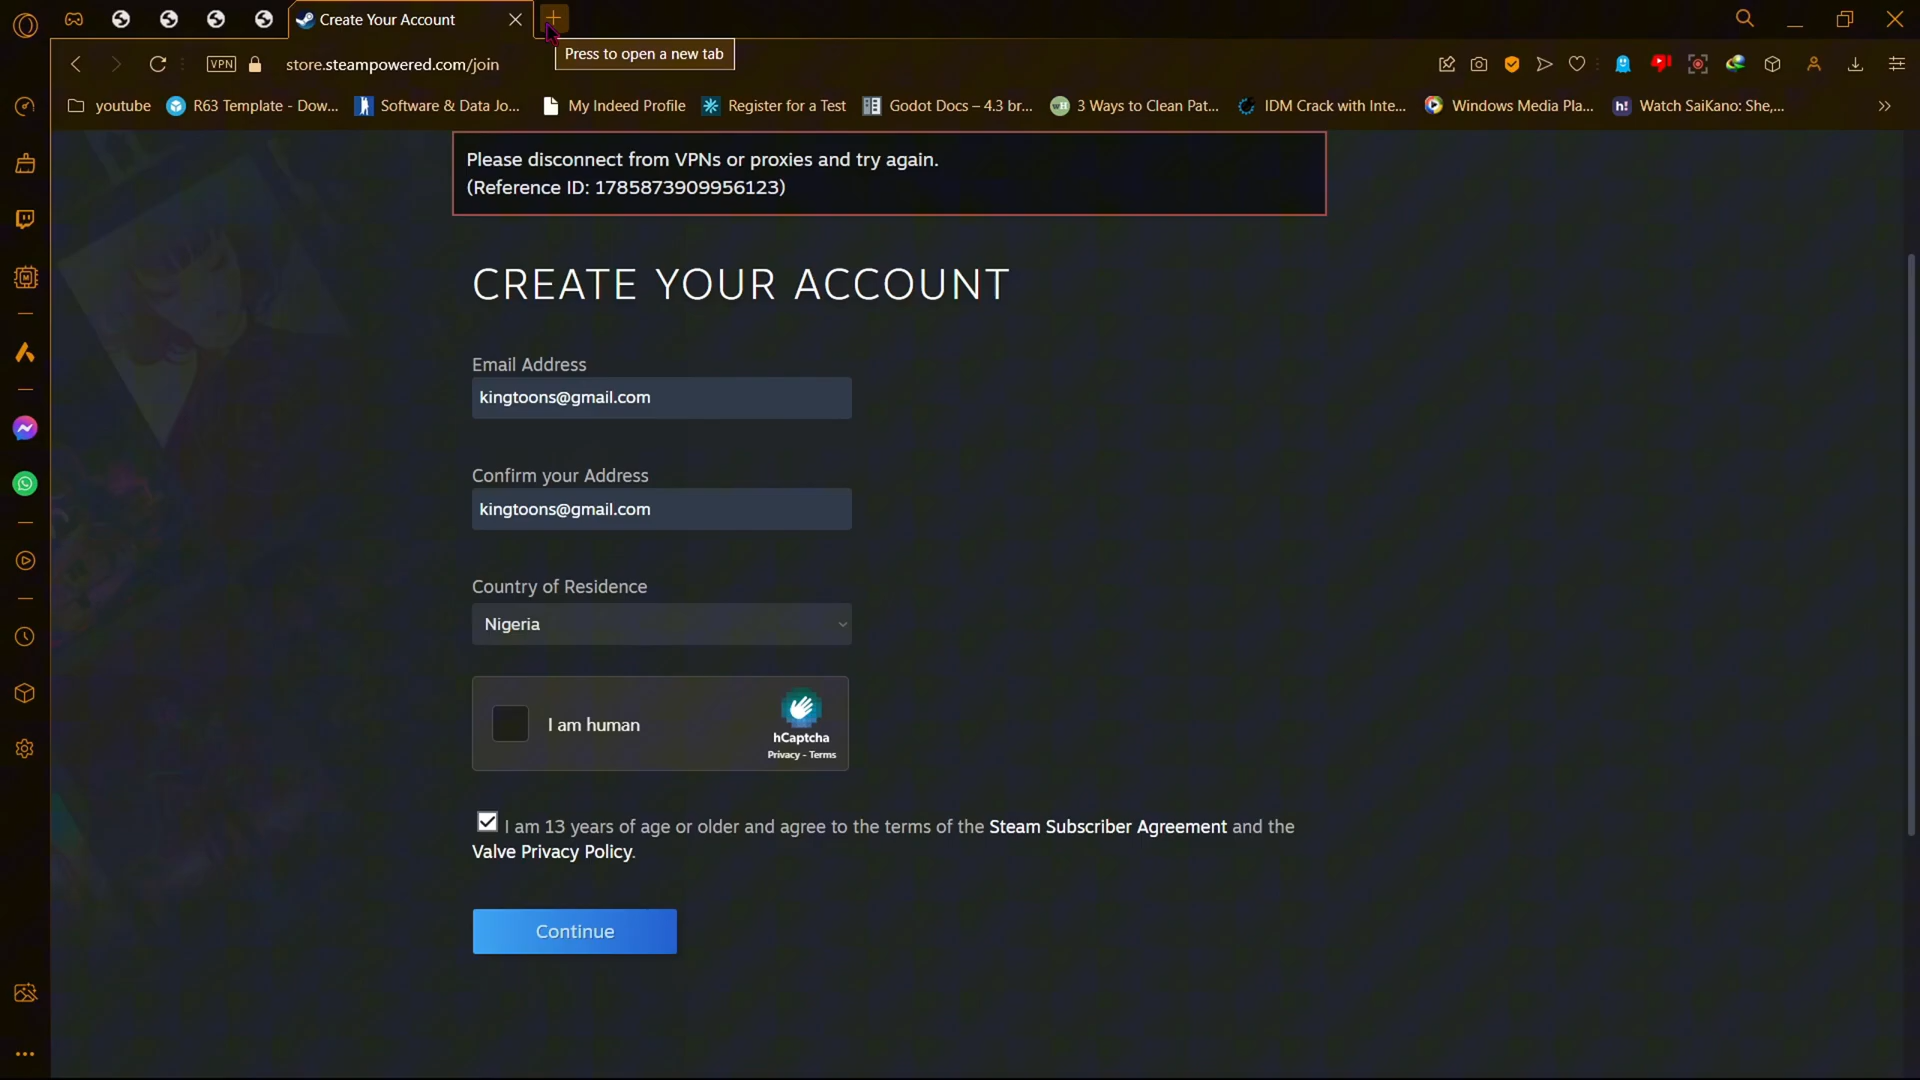 Create Your Account
Press to open a new tab
VPN
store.steampowered.com/join
youtube
R63 Template - Dow...
Software & Data Jo...
My Indeed Profile
Register for a Test
Godot Docs – 4.3 br...
3 Ways to Clean Pat...
IDM Crack with Inte...
Windows Media Pla...
Watch SaiKano: She,...
Please disconnect from VPNs or proxies and try again.
(Reference ID: 1785873909956123)
CREATE YOUR ACCOUNT
Email Address
kingtoons@gmail.com
Confirm your Address
kingtoons@gmail.com
Country of Residence
Nigeria
I am human
hCaptcha
Privacy - Terms
I am 13 years of age or older and agree to the terms of the Steam Subscriber Agreement and the
Valve Privacy Policy.
Continue